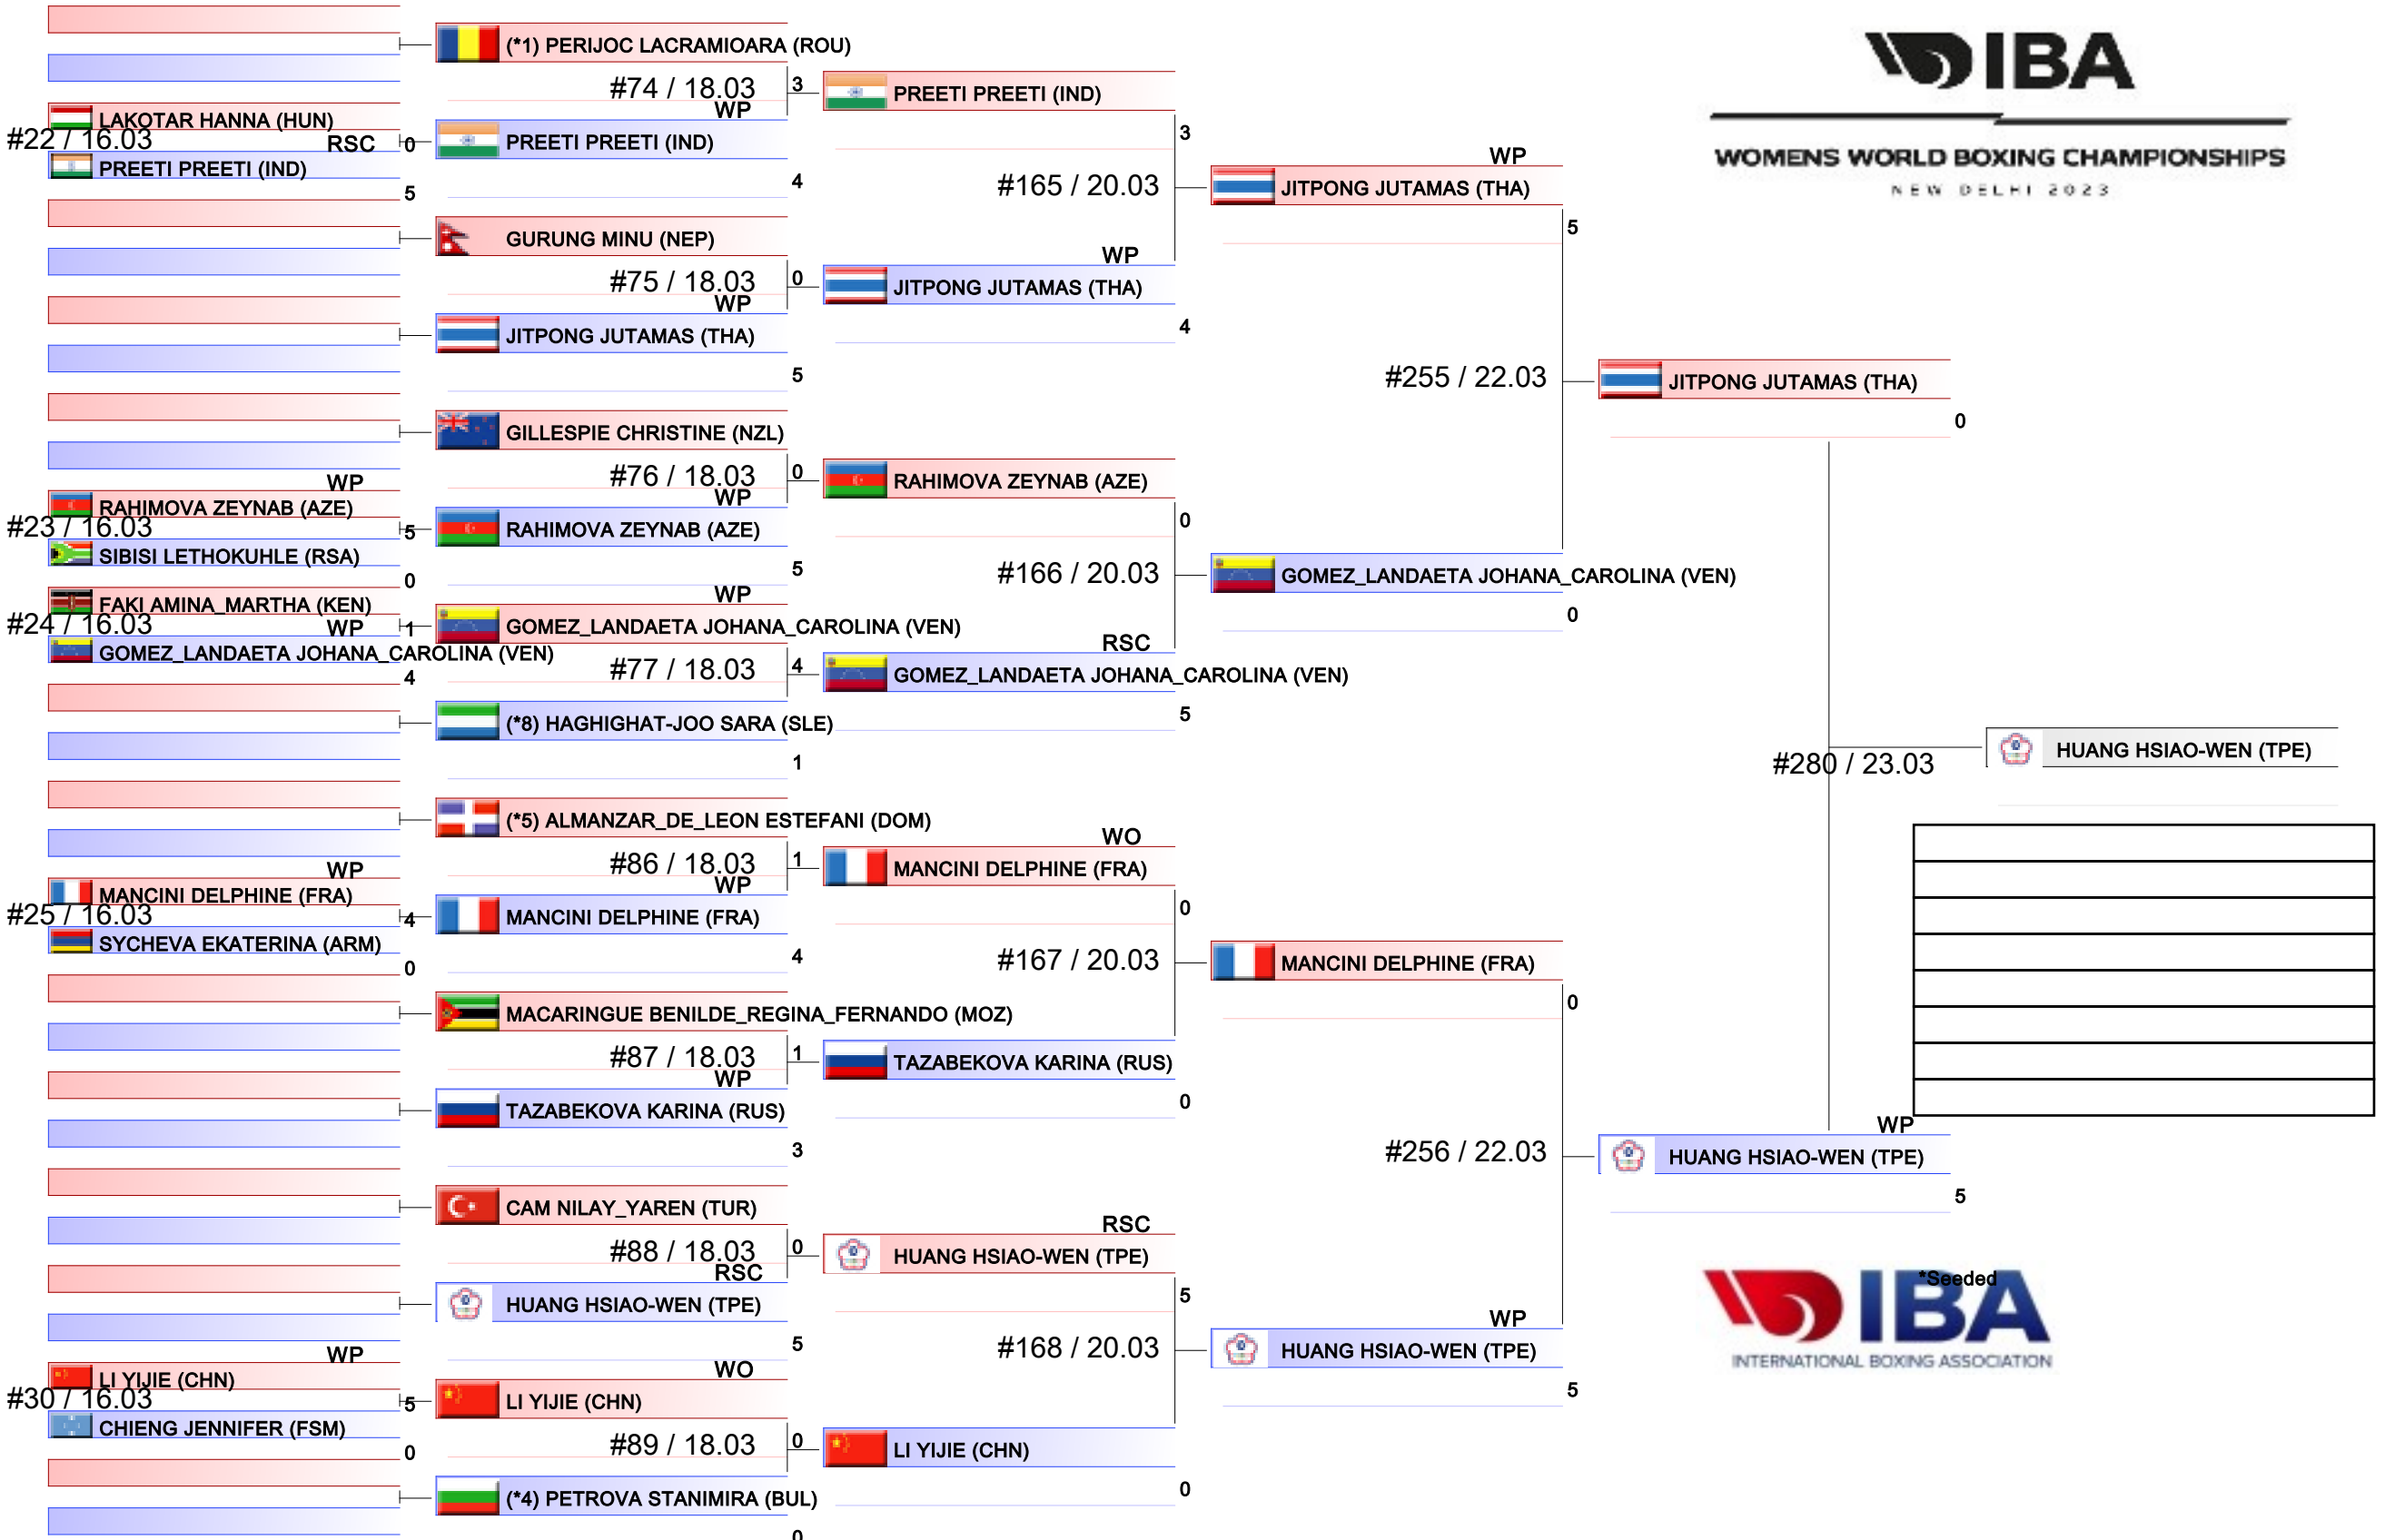 (*1) PERIJOC LACRAMIOARA (ROU)
#74 / 18.03
3
WP
PREETI PREETI (IND)
LAKOTAR HANNA (HUN)
#22 / 16.03
RSC
0
PREETI PREETI (IND)
5
PREETI PREETI (IND)
4
3
#165 / 20.03
WP
JITPONG JUTAMAS (THA)
5
GURUNG MINU (NEP)
#75 / 18.03
0
WP
JITPONG JUTAMAS (THA)
5
WP
JITPONG JUTAMAS (THA)
4
#255 / 22.03
JITPONG JUTAMAS (THA)
0
GILLESPIE CHRISTINE (NZL)
#76 / 18.03
0
WP
RAHIMOVA ZEYNAB (AZE)
0
WP
RAHIMOVA ZEYNAB (AZE)
#23 / 16.03
5
SIBISI LETHOKUHLE (RSA)
0
RAHIMOVA ZEYNAB (AZE)
5
#166 / 20.03
GOMEZ_LANDAETA JOHANA_CAROLINA (VEN)
0
FAKI AMINA_MARTHA (KEN)
#24 / 16.03
WP
1
GOMEZ_LANDAETA JOHANA_CAROLINA (VEN)
4
WP
GOMEZ_LANDAETA JOHANA_CAROLINA (VEN)
#77 / 18.03
4
RSC
GOMEZ_LANDAETA JOHANA_CAROLINA (VEN)
5
(*8) HAGHIGHAT-JOO SARA (SLE)
1
#280 / 23.03
HUANG HSIAO-WEN (TPE)
(*5) ALMANZAR_DE_LEON ESTEFANI (DOM)
#86 / 18.03
1
WP
WO
MANCINI DELPHINE (FRA)
0
WP
MANCINI DELPHINE (FRA)
#25 / 16.03
4
SYCHEVA EKATERINA (ARM)
0
MANCINI DELPHINE (FRA)
4
#167 / 20.03
MANCINI DELPHINE (FRA)
0
MACARINGUE BENILDE_REGINA_FERNANDO (MOZ)
#87 / 18.03
1
WP
TAZABEKOVA KARINA (RUS)
0
TAZABEKOVA KARINA (RUS)
3
#256 / 22.03
WP
HUANG HSIAO-WEN (TPE)
5
CAM NILAY_YAREN (TUR)
#88 / 18.03
0
RSC
RSC
HUANG HSIAO-WEN (TPE)
5
HUANG HSIAO-WEN (TPE)
5
#168 / 20.03
WP
HUANG HSIAO-WEN (TPE)
5
WP
LI YIJIE (CHN)
#30 / 16.03
5
CHIENG JENNIFER (FSM)
0
WO
LI YIJIE (CHN)
#89 / 18.03
0
LI YIJIE (CHN)
0
(*4) PETROVA STANIMIRA (BUL)
0
IBA
WOMENS WORLD BOXING CHAMPIONSHIPS
NEW DELHI 2023
*Seeded
IBA
INTERNATIONAL BOXING ASSOCIATION